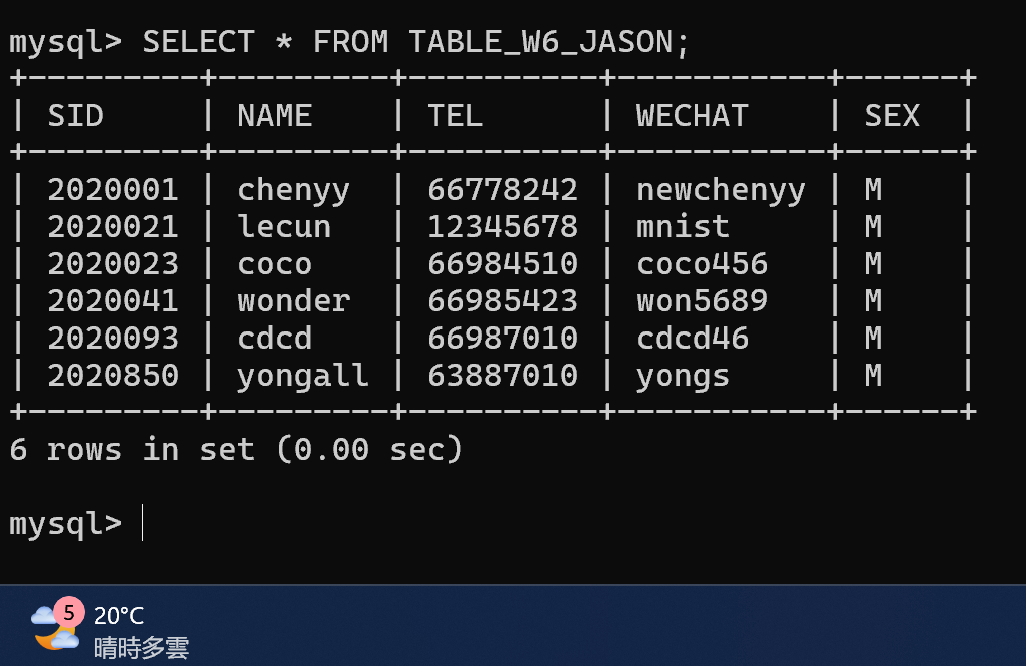 mysql> SELECT * FROM TABLE_W6_JASON;
+---------+---------+----------+-----------+------+
| SID     | NAME    | TEL      | WECHAT    | SEX  |
+---------+---------+----------+-----------+------+
| 2020001 | chenyy  | 66778242 | newchenyy | M    |
| 2020021 | lecun   | 12345678 | mnist     | M    |
| 2020023 | coco    | 66984510 | coco456   | M    |
| 2020041 | wonder  | 66985423 | won5689   | M    |
| 2020093 | cdcd    | 66987010 | cdcd46    | M    |
| 2020850 | yongall | 63887010 | yongs     | M    |
+---------+---------+----------+-----------+------+
6 rows in set (0.00 sec)
mysql>
5
20°C
晴時多雲